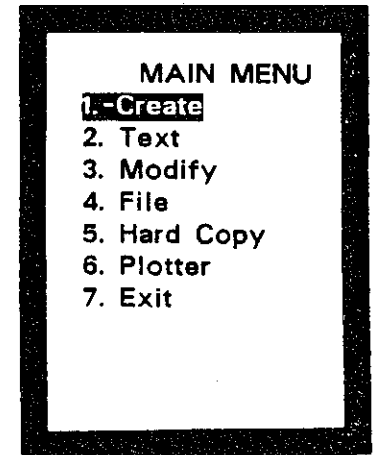 MAIN MENU
1.-Create
2. Text
3. Modify
4. File
5. Hard Copy
6. Plotter
7. Exit